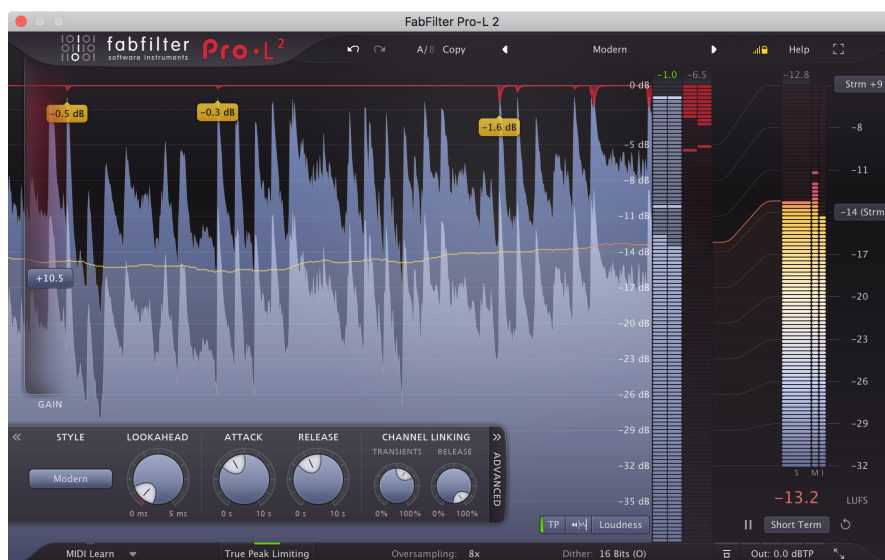 FabFilter Pro-L 2
fabfilter
software instruments
Pro·L 2
A/B Copy
Modern
Help
-1.0 -6.5
-12.8
0 dB
Strm +9
-0.5 dB
-0.3 dB
-1.6 dB
-5 dB
-8
-8 dB
-11
-11 dB
-14 (Strm
-14 dB
-17
+10.5
-17 dB
-20
-20 dB
-23
-23 dB
-26
-26 dB
GAIN
-29
-29 dB
STYLE LOOKAHEAD ATTACK RELEASE CHANNEL LINKING
TRANSIENTS RELEASE
ADVANCED
-32 dB
-32
S M I
Modern
-35 dB
-13.2 LUFS
0 ms 5 ms 0 s 10 s 0 s 10 s 0% 100% 0% 100%
TP Loudness
Short Term
MIDI Learn True Peak Limiting Oversampling: 8x Dither: 16 Bits (O) Out: 0.0 dBTP